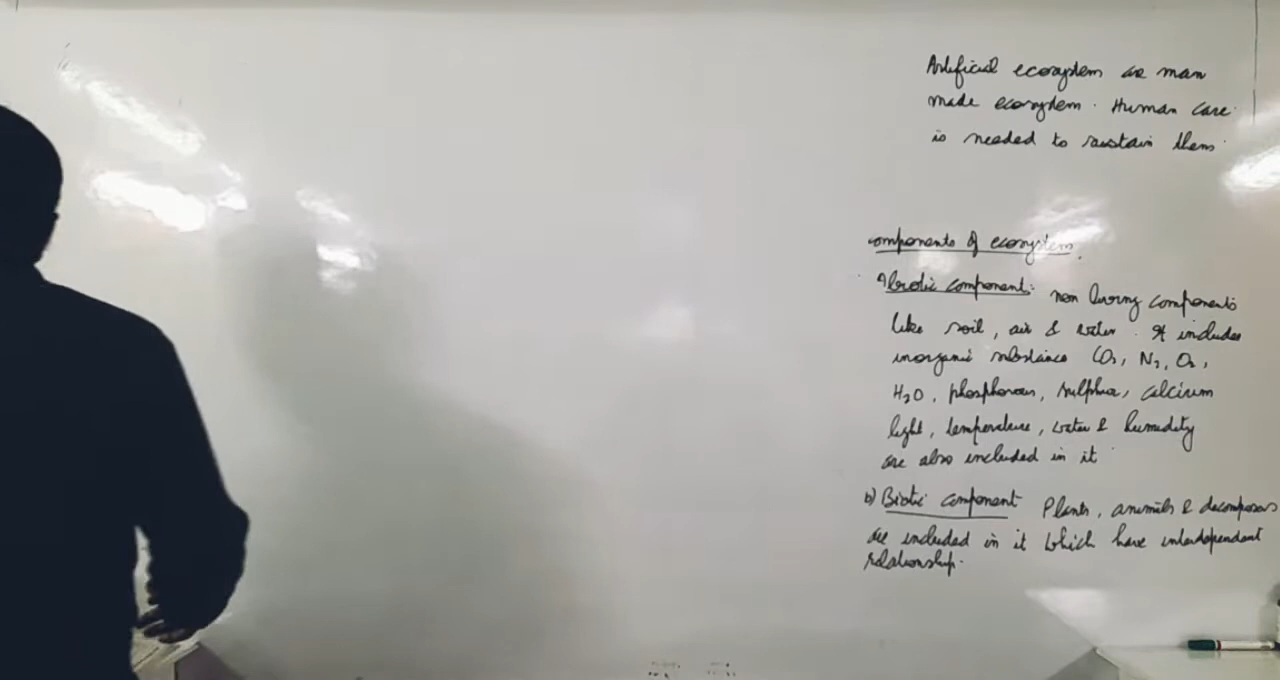 Artificial ecosystem are man
made ecosystem. Human care
is needed to sustain them.
components of ecosystem.
Abiotic component: non living components
like soil, air & water. It includes
inorganic substance CO₂, N₂, O₂,
H₂O, phosphorous, sulphur, calcium
light, temperature, water & humidity
are also included in it
b) Biotic component Plants, animals & decomposers
are included in it which have interdependent
relationship.